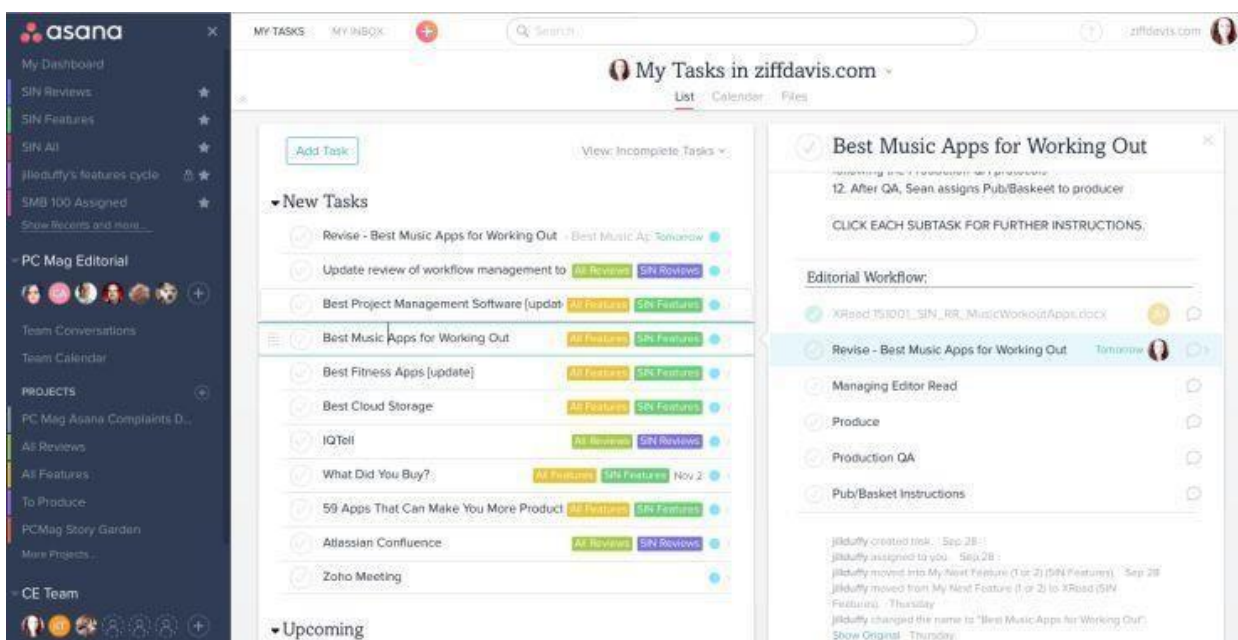 asana
×
My Dashboard
SIN Reviews
SIN Features
SIN All
jillieduffy's features cycle
SMB 100 Assigned
Show Recents and more...
PC Mag Editorial
Team Conversations
Team Calendar
PROJECTS
PC Mag Asana Complaints D...
All Reviews
All Features
To Produce
PCMag Story Garden
More Projects...
CE Team
MY TASKS MY INBOX + Search ? ziffdavis.com
My Tasks in ziffdavis.com
List Calendar Files
Add Task View: Incomplete Tasks
New Tasks
Revise - Best Music Apps for Working Out - Best Music Ap Tomorrow
Update review of workflow management to All Reviews SIN Reviews
Best Project Management Software [updat All Features SIN Features
Best Music Apps for Working Out All Features SIN Features
Best Fitness Apps [update] All Features SIN Features
Best Cloud Storage All Features SIN Features
IQTell All Reviews SIN Reviews
What Did You Buy? All Features SIN Features Nov 2
59 Apps That Can Make You More Product All Features SIN Features
Atlassian Confluence All Reviews SIN Reviews
Zoho Meeting
Upcoming
Best Music Apps for Working Out
×
12. After QA, Sean assigns Pub/Baskeet to producer
CLICK EACH SUBTASK FOR FURTHER INSTRUCTIONS.
Editorial Workflow:
XRead 151001_SIN_RR_MusicWorkoutApps.docx
Revise - Best Music Apps for Working Out Tomorrow
Managing Editor Read
Produce
Production QA
Pub/Basket Instructions
jillduffy created task. Sep 28
jillduffy assigned to you. Sep 28
jillduffy moved into My Next Feature (1 or 2) (SIN Features). Sep 28
jillduffy moved from My Next Feature (1 or 2) to XRead (SIN
Features). Thursday
jillduffy changed the name to "Best Music Apps for Working Out".
Show Original Thursday